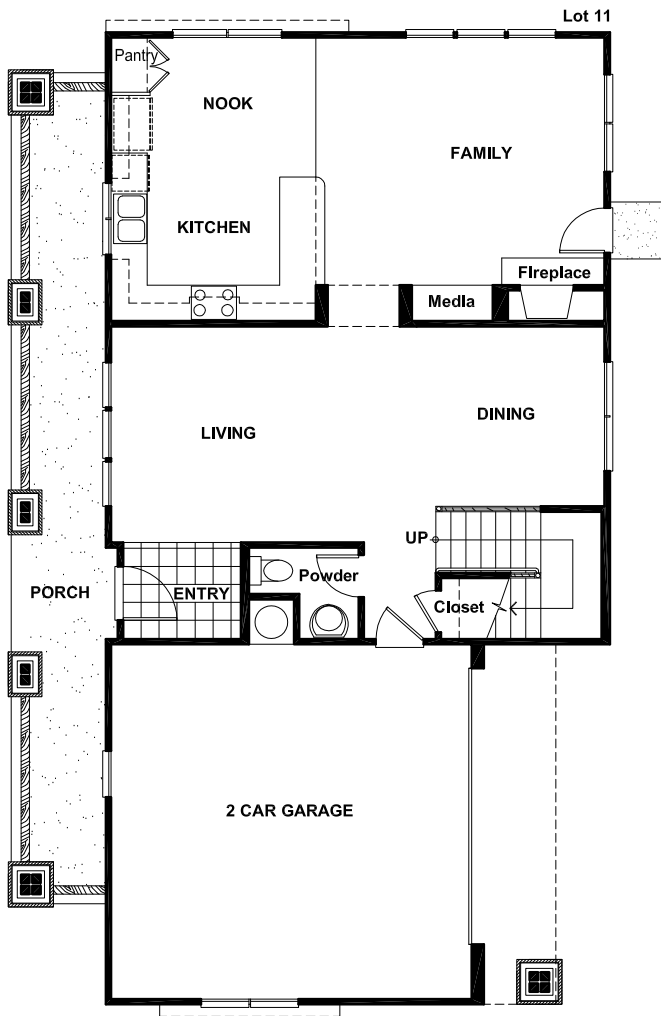 Lot 11
Pantry
NOOK
FAMILY
KITCHEN
Fireplace
Media
LIVING
DINING
UP
PORCH
ENTRY
Powder
Closet
2 CAR GARAGE